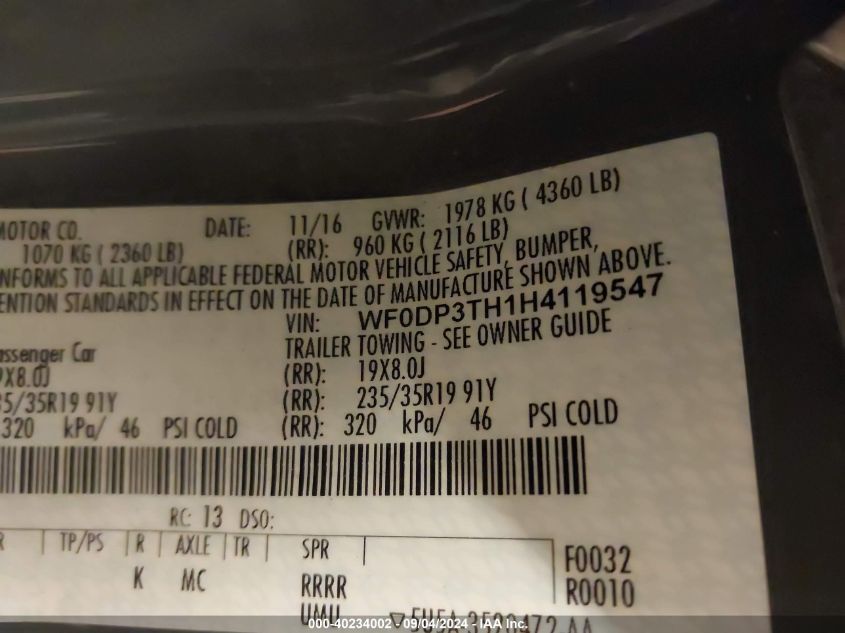 MOTOR CO. DATE: 11/16 GVWR: 1978 KG ( 4360 LB)
1070 KG ( 2360 LB) (RR): 960 KG ( 2116 LB)
NFORMS TO ALL APPLICABLE FEDERAL MOTOR VEHICLE SAFETY, BUMPER,
ENTION STANDARDS IN EFFECT ON THE DATE OF MANUFACTURE SHOWN ABOVE.
VIN: WF0DP3TH1H4119547
assenger Car TRAILER TOWING - SEE OWNER GUIDE
9X8.0J (RR): 19X8.0J
35/35R19 91Y (RR): 235/35R19 91Y
320 kPa/ 46 PSI COLD (RR): 320 kPa/ 46 PSI COLD
RC: 13 DSO:
R TP/PS R AXLE TR SPR F0032
K MC RRRR R0010
UMU
000-40234002 - 09/04/2024 - IAA Inc.